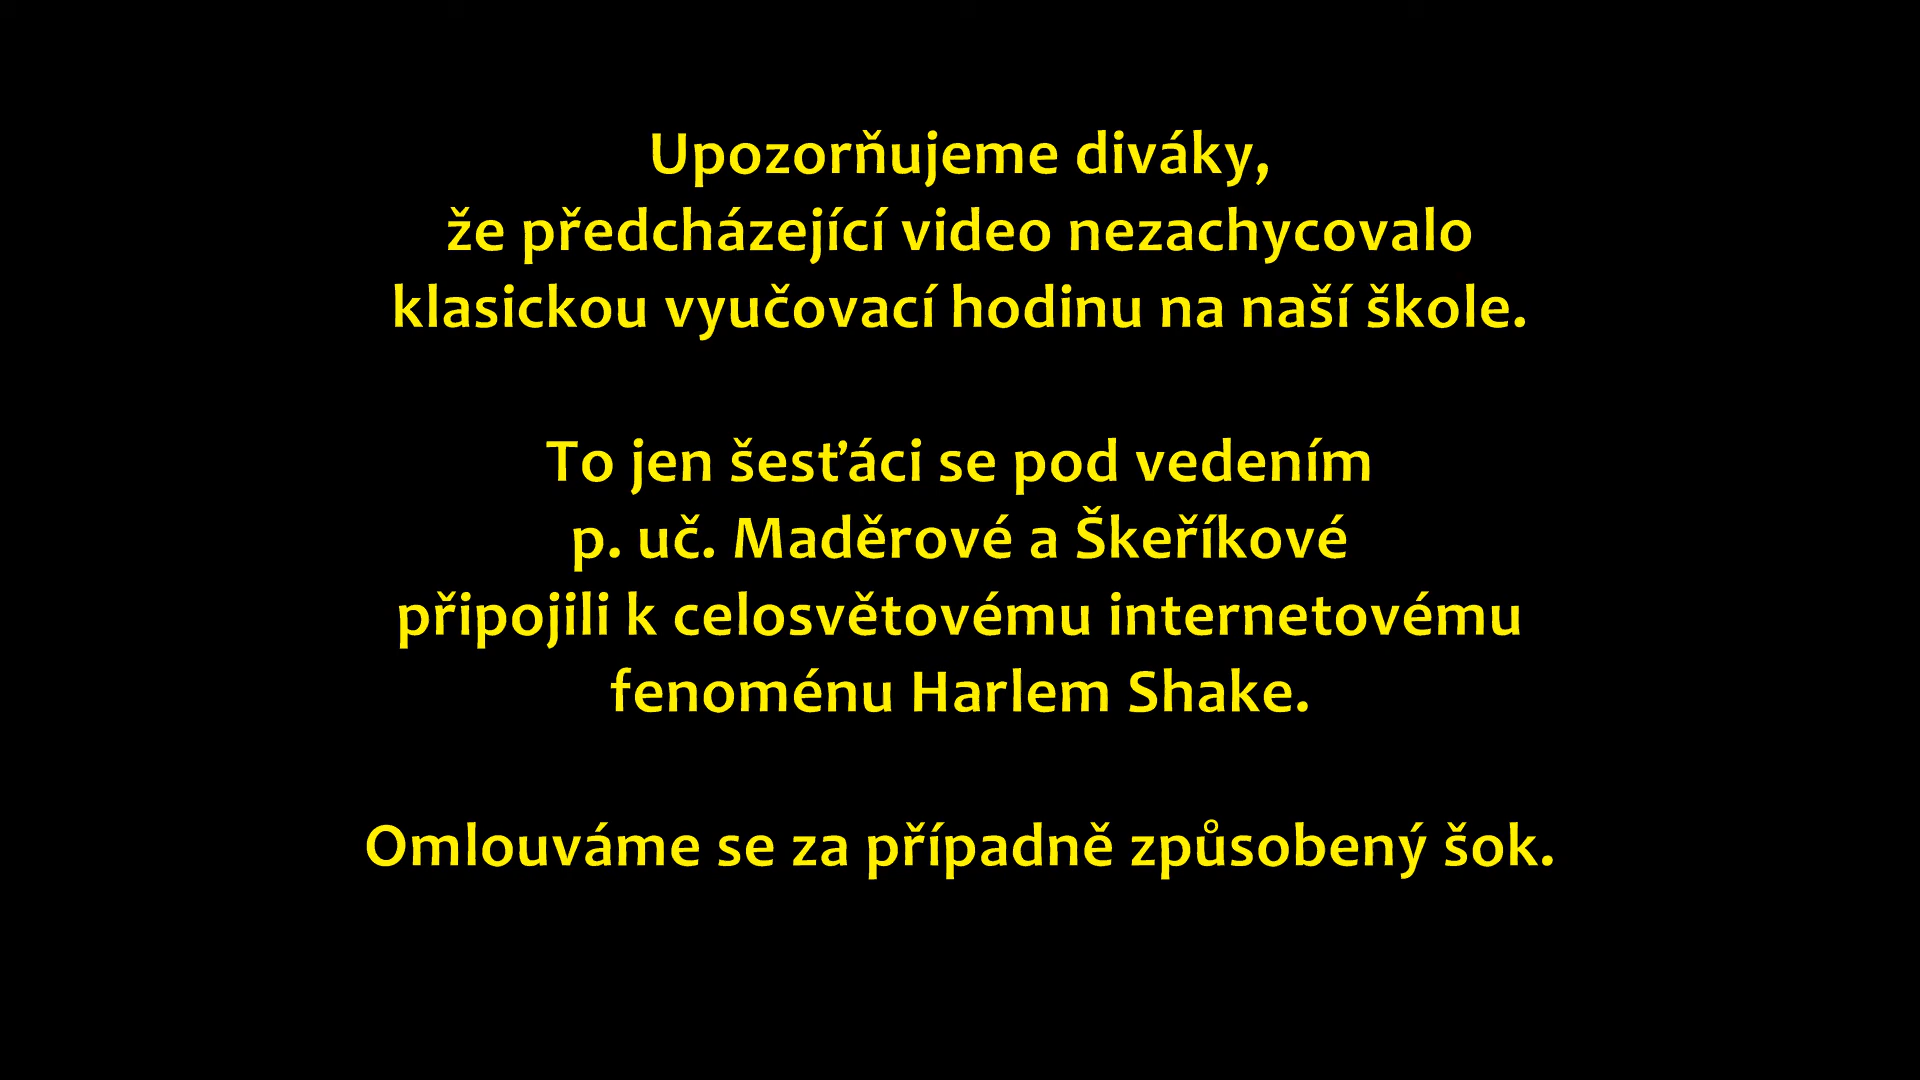 Upozorňujeme diváky,
že předcházející video nezachycovalo
klasickou vyučovací hodinu na naší škole.
To jen šesťáci se pod vedením
p. uč. Maděrové a Škeříkové
připojili k celosvětovému internetovému
fenoménu Harlem Shake.
Omlouváme se za případně způsobený šok.